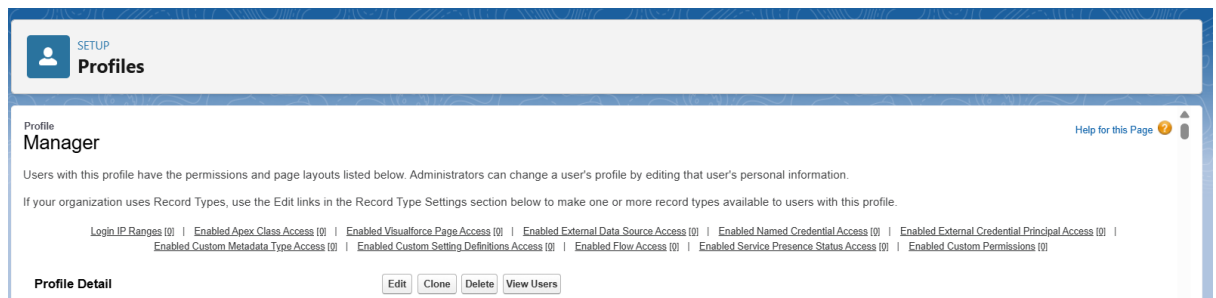 SETUP
Profiles
Profile
Manager
Help for this Page ?
Users with this profile have the permissions and page layouts listed below. Administrators can change a user's profile by editing that user's personal information.
If your organization uses Record Types, use the Edit links in the Record Type Settings section below to make one or more record types available to users with this profile.
Login IP Ranges [0] | Enabled Apex Class Access [0] | Enabled Visualforce Page Access [0] | Enabled External Data Source Access [0] | Enabled Named Credential Access [0] | Enabled External Credential Principal Access [0] |
Enabled Custom Metadata Type Access [0] | Enabled Custom Setting Definitions Access [0] | Enabled Flow Access [0] | Enabled Service Presence Status Access [0] | Enabled Custom Permissions [0]
Profile Detail Edit Clone Delete View Users